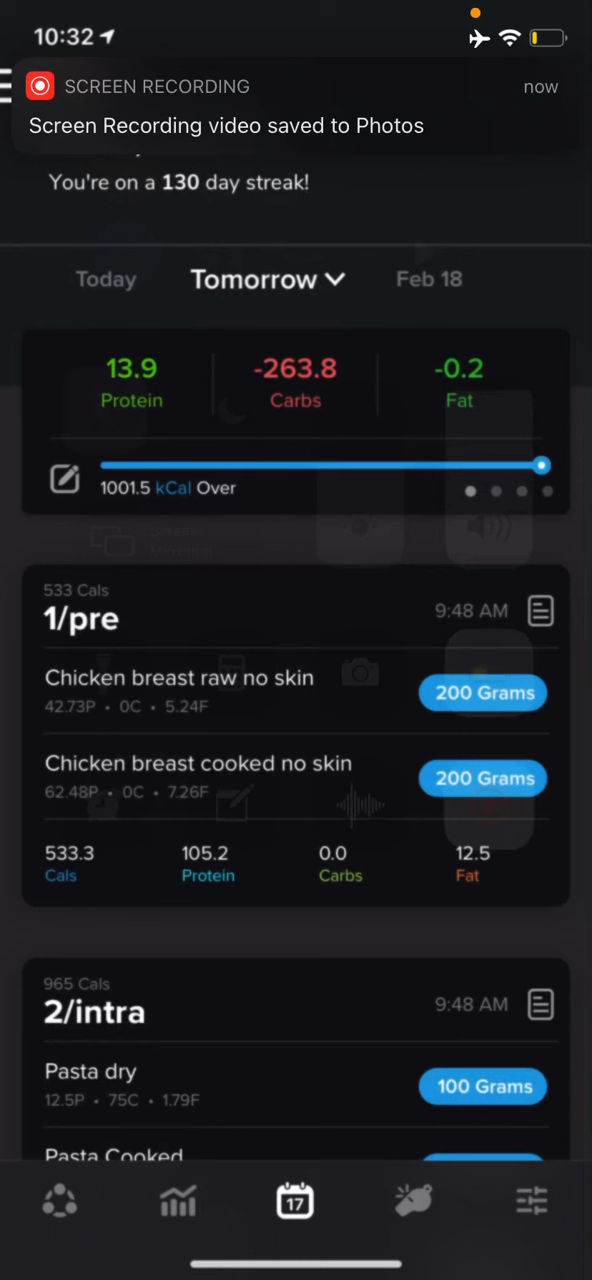 10:32
SCREEN RECORDING
now
Screen Recording video saved to Photos
You're on a 130 day streak!
Today
Tomorrow
Feb 18
13.9
-263.8
-0.2
Protein
Carbs
Fat
1001.5 kCal Over
533 Cals
1/pre
9:48 AM
Chicken breast raw no skin
200 Grams
42.73P • 0C • 5.24F
Chicken breast cooked no skin
200 Grams
62.48P • 0C • 7.26F
533.3
105.2
0.0
12.5
Cals
Protein
Carbs
Fat
965 Cals
2/intra
9:48 AM
Pasta dry
100 Grams
12.5P • 75C • 1.79F
Pasta Cooked
17